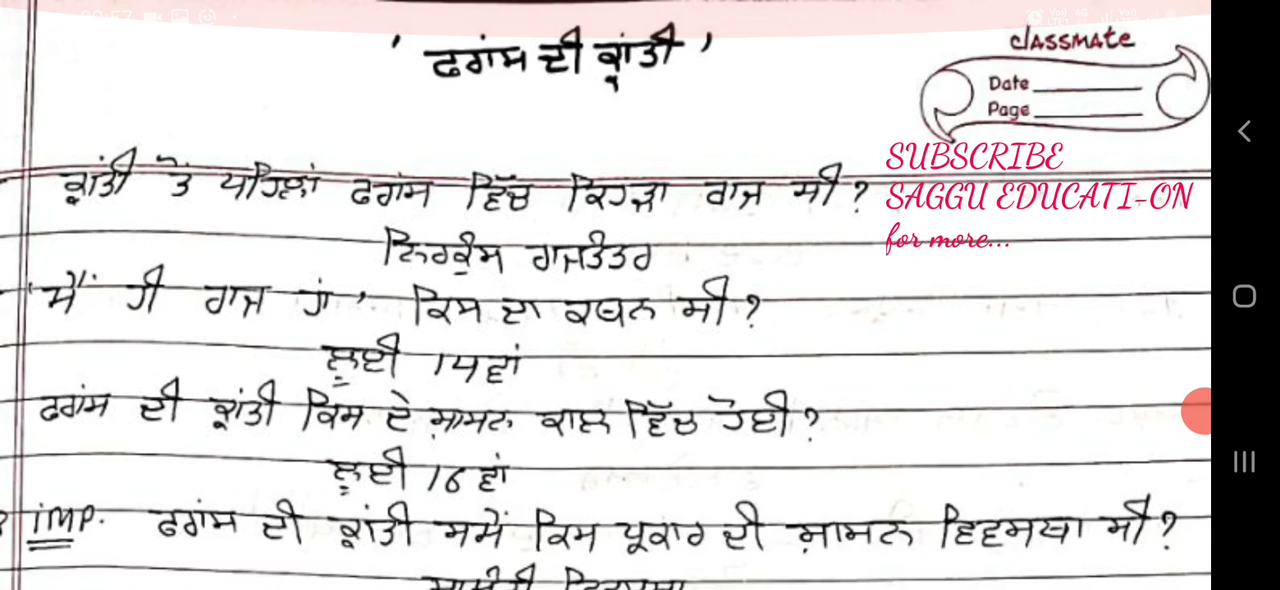 'ਫਰਾਂਸ ਦੀ ਕ੍ਰਾਂਤੀ'
classmate
Date
Page
SUBSCRIBE
SAGGU EDUCATI-ON
for more...
ਕ੍ਰਾਂਤੀ ਤੋਂ ਪਹਿਲਾਂ ਫਰਾਂਸ ਵਿੱਚ ਕਿਹੜਾ ਰਾਜ ਸੀ?
ਨਿਰਕੁੰਸ਼ ਰਾਜਤੰਤਰ
'ਮੈਂ ਹੀ ਰਾਜ ਹਾਂ' ਕਿਸ ਦਾ ਕਥਨ ਸੀ?
ਲੂਈ 14ਵਾਂ
ਫਰਾਂਸ ਦੀ ਕ੍ਰਾਂਤੀ ਕਿਸ ਦੇ ਸ਼ਾਸਨ ਕਾਲ ਵਿੱਚ ਹੋਈ?
ਲੂਈ 16ਵਾਂ
imp. ਫਰਾਂਸ ਦੀ ਕ੍ਰਾਂਤੀ ਸਮੇਂ ਕਿਸ ਪ੍ਰਕਾਰ ਦੀ ਸ਼ਾਸਨ ਵਿਵਸਥਾ ਸੀ?